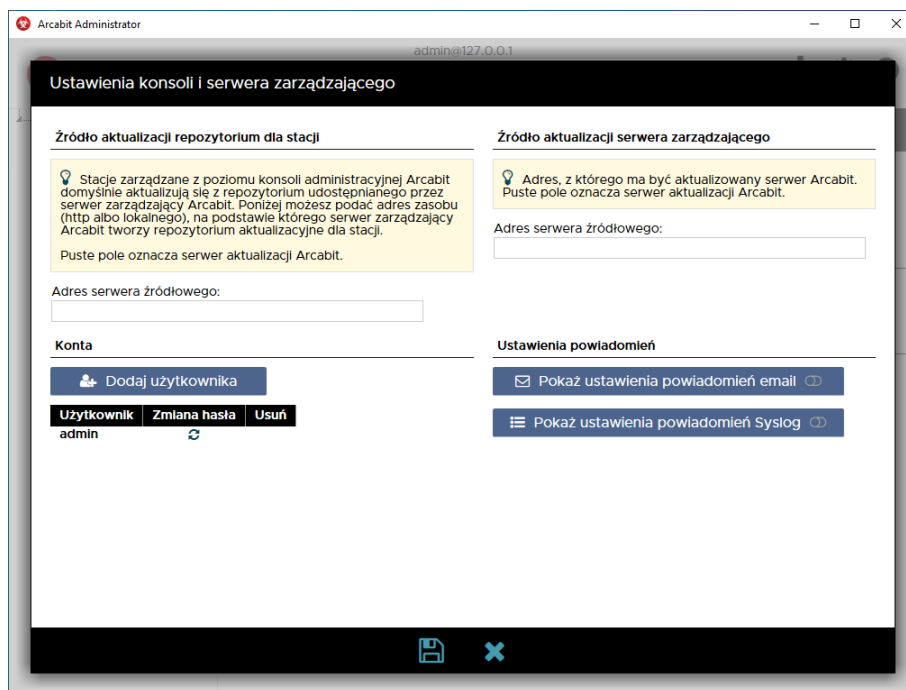 Arcabit Administrator
admin@127.0.0.1
Ustawienia konsoli i serwera zarządzającego
Źródło aktualizacji repozytorium dla stacji
Stacje zarządzane z poziomu konsoli administracyjnej Arcabit
domyślnie aktualizują się z repozytorium udostępnianego przez
serwer zarządzający Arcabit. Poniżej możesz podać adres zasobu
(http albo lokalnego), na podstawie którego serwer zarządzający
Arcabit tworzy repozytorium aktualizacyjne dla stacji.
Puste pole oznacza serwer aktualizacji Arcabit.
Adres serwera źródłowego:
Źródło aktualizacji serwera zarządzającego
Adres, z którego ma być aktualizowany serwer Arcabit.
Puste pole oznacza serwer aktualizacji Arcabit.
Adres serwera źródłowego:
Konta
Dodaj użytkownika
Użytkownik Zmiana hasła Usuń
admin
Ustawienia powiadomień
Pokaż ustawienia powiadomień email
Pokaż ustawienia powiadomień Syslog